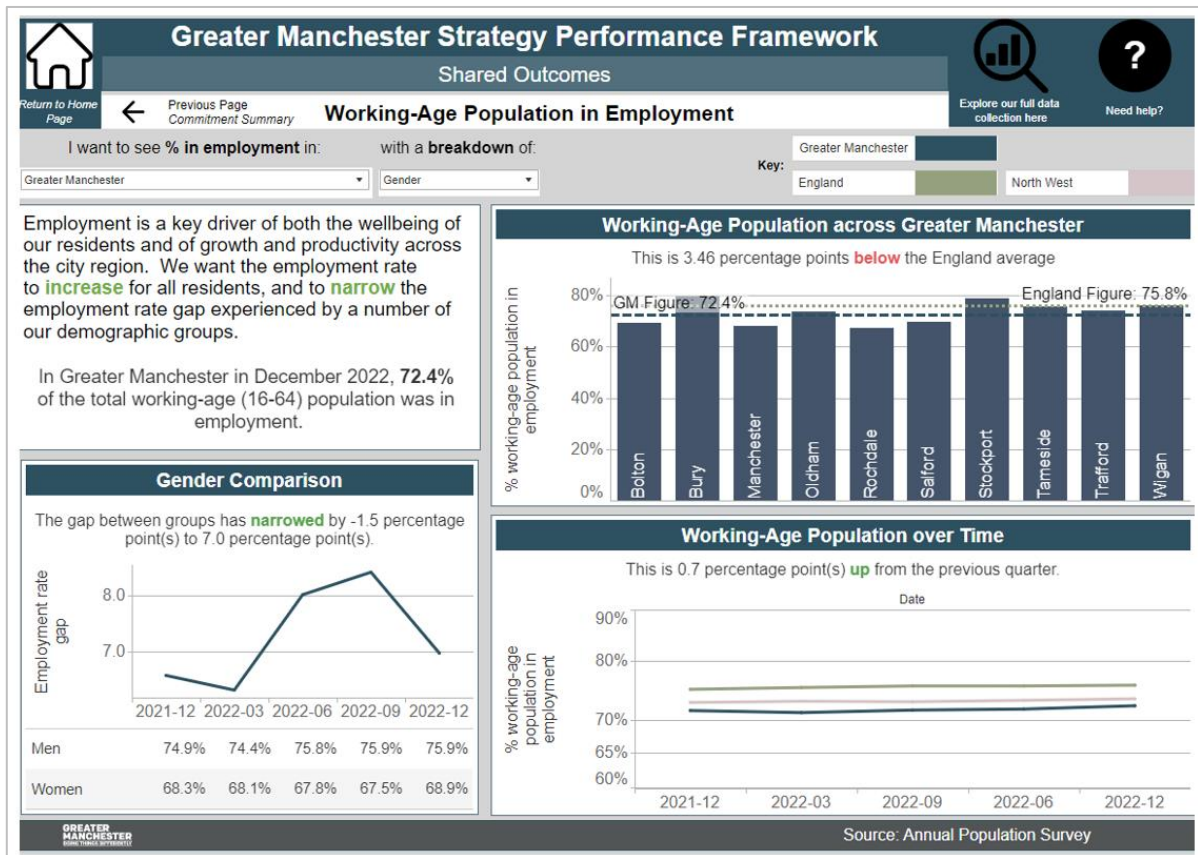 Greater Manchester Strategy Performance Framework
Shared Outcomes
Return to Home
Page
Previous Page
Commitment Summary
Working-Age Population in Employment
Explore our full data
collection here
?
Need help?
I want to see % in employment in:
with a breakdown of:
Greater Manchester
Gender
Key:
Greater Manchester
England
North West
Employment is a key driver of both the wellbeing of
our residents and of growth and productivity across
the city region. We want the employment rate
to increase for all residents, and to narrow the
employment rate gap experienced by a number of
our demographic groups.
In Greater Manchester in December 2022, 72.4%
of the total working-age (16-64) population was in
employment.
Working-Age Population across Greater Manchester
This is 3.46 percentage points below the England average
% working-age population in
employment
80%
60%
40%
20%
0%
GM Figure: 72.4%
England Figure: 75.8%
Bolton
Bury
Manchester
Oldham
Rochdale
Salford
Stockport
Tameside
Trafford
Wigan
Gender Comparison
The gap between groups has narrowed by -1.5 percentage
point(s) to 7.0 percentage point(s).
Employment rate
gap
8.0
7.0
2021-12 2022-03 2022-06 2022-09 2022-12
Men 74.9% 74.4% 75.8% 75.9% 75.9%
Women 68.3% 68.1% 67.8% 67.5% 68.9%
Working-Age Population over Time
This is 0.7 percentage point(s) up from the previous quarter.
Date
% working-age
population in
employment
90%
80%
70%
65%
60%
2021-12 2022-03 2022-09 2022-06 2022-12
GREATER
MANCHESTER
DOING THINGS DIFFERENTLY
Source: Annual Population Survey